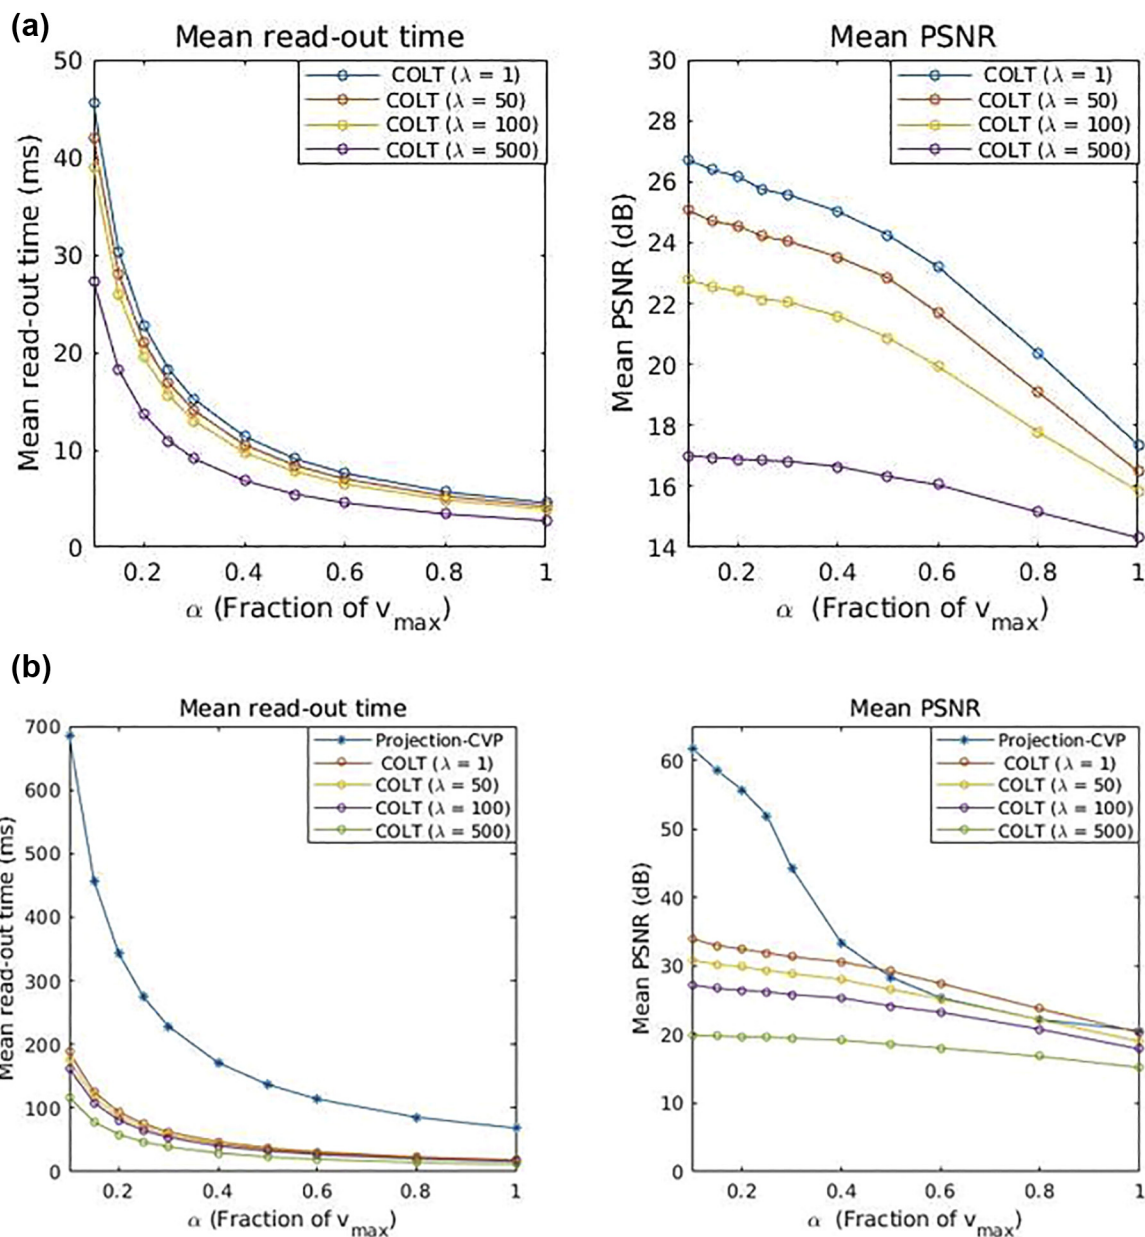 (a)
Mean read-out time
50
40
30
20
10
0
Mean read-out time (ms)
COLT (λ = 1)
COLT (λ = 50)
COLT (λ = 100)
COLT (λ = 500)
0.2 0.4 0.6 0.8 1
α (Fraction of vmax)
Mean PSNR
30
28
26
24
22
20
18
16
14
Mean PSNR (dB)
COLT (λ = 1)
COLT (λ = 50)
COLT (λ = 100)
COLT (λ = 500)
0.2 0.4 0.6 0.8 1
α (Fraction of vmax)
(b)
Mean read-out time
700
600
500
400
300
200
100
0
Mean read-out time (ms)
Projection-CVP
COLT (λ = 1)
COLT (λ = 50)
COLT (λ = 100)
COLT (λ = 500)
0.2 0.4 0.6 0.8 1
α (Fraction of vmax)
Mean PSNR
60
50
40
30
20
10
0
Mean PSNR (dB)
Projection-CVP
COLT (λ = 1)
COLT (λ = 50)
COLT (λ = 100)
COLT (λ = 500)
0.2 0.4 0.6 0.8 1
α (Fraction of vmax)